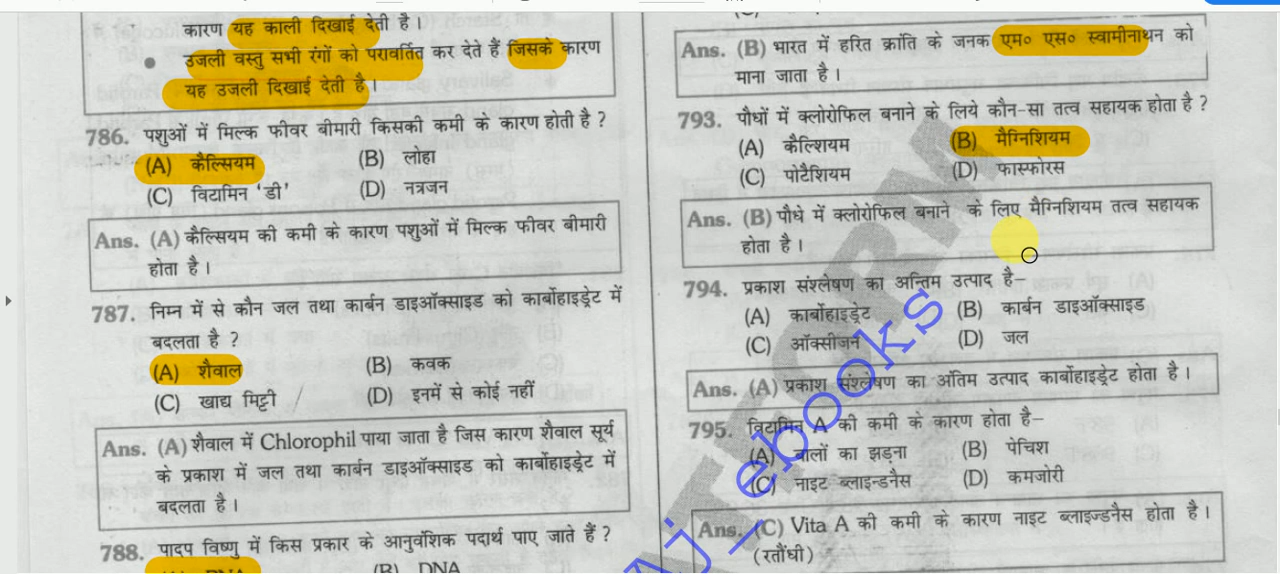 कारण यह काली दिखाई देती है।
• उजली वस्तु सभी रंगों को परावर्तित कर देते हैं जिसके कारण
यह उजली दिखाई देती है।
786. पशुओं में मिल्क फीवर बीमारी किसकी कमी के कारण होती है ?
(A) कैल्सियम (B) लोहा
(C) विटामिन 'डी' (D) नत्रजन
Ans. (A) कैल्सियम की कमी के कारण पशुओं में मिल्क फीवर बीमारी
होता है।
787. निम्न में से कौन जल तथा कार्बन डाइऑक्साइड को कार्बोहाइड्रेट में
बदलता है ?
(A) शैवाल (B) कवक
(C) खाद्य मिट्टी (D) इनमें से कोई नहीं
Ans. (A) शैवाल में Chlorophil पाया जाता है जिस कारण शैवाल सूर्य
के प्रकाश में जल तथा कार्बन डाइऑक्साइड को कार्बोहाइड्रेट में
बदलता है।
788. पादप विष्णु में किस प्रकार के आनुवंशिक पदार्थ पाए जाते हैं ?
(B) DNA
Ans. (B) भारत में हरित क्रांति के जनक एम० एस० स्वामीनाथन को
माना जाता है।
793. पौधों में क्लोरोफिल बनाने के लिये कौन-सा तत्व सहायक होता है ?
(A) कैल्शियम (B) मैग्निशियम
(C) पोटैशियम (D) फास्फोरस
Ans. (B) पौधे में क्लोरोफिल बनाने के लिए मैग्निशियम तत्व सहायक
होता है।
794. प्रकाश संश्लेषण का अन्तिम उत्पाद है–
(A) कार्बोहाइड्रेट (B) कार्बन डाइऑक्साइड
(C) ऑक्सीजन (D) जल
Ans. (A) प्रकाश संश्लेषण का अंतिम उत्पाद कार्बोहाइड्रेट होता है।
795. विटामिन A की कमी के कारण होता है–
(A) बालों का झड़ना (B) पेचिश
(C) नाइट ब्लाइन्डनैस (D) कमजोरी
Ans. (C) Vita A की कमी के कारण नाइट ब्लाइण्डनैस होता है।
(रतौंधी)
Aj_ebooks